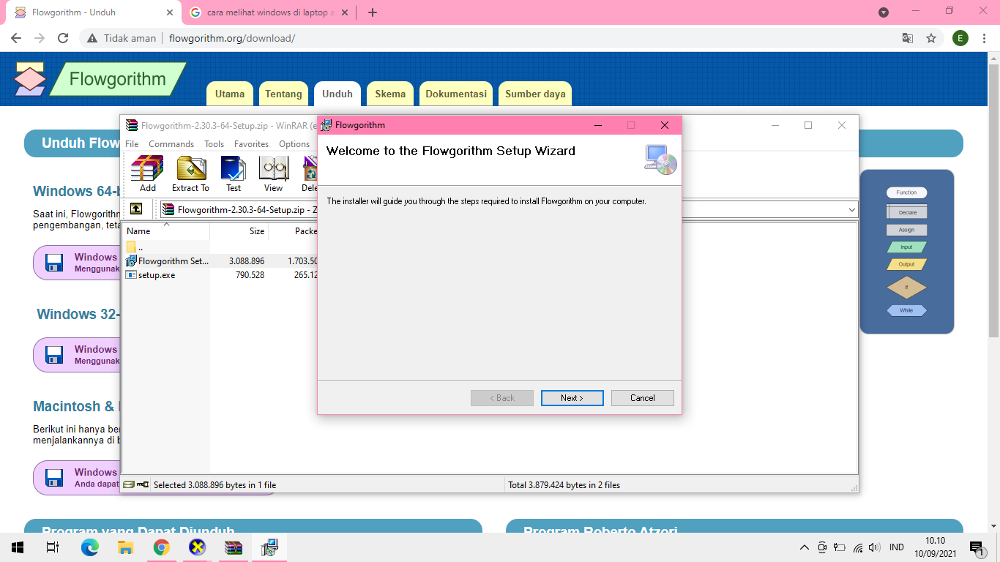 Flowgorithm - Unduh
cara melihat windows di laptop a
Tidak aman
flowgorithm.org/download/
E
Flowgorithm
Utama
Tentang
Unduh
Skema
Dokumentasi
Sumber daya
Unduh Flow
Windows 64-b
Saat ini, Flowgorithm
pengembangan, teta
Windows
Menggunak
Windows 32-
Windows
Menggunak
Macintosh &
Berikut ini hanya ber
menjalankannya di b
Windows
Anda dapat
Program yang Dapat Diunduh
Program Roberto Atzori
Function
Declare
Assign
Input
Output
If
While
Flowgorithm-2.30.3-64-Setup.zip - WinRAR (e
File Commands Tools Favorites Options
Add Extract To Test View Dele
Flowgorithm-2.30.3-64-Setup.zip - Z
Name Size Packe
..
Flowgorithm Set... 3.088.896 1.703.50
setup.exe 790.528 265.12
Selected 3.088.896 bytes in 1 file
Total 3.879.424 bytes in 2 files
Flowgorithm
Welcome to the Flowgorithm Setup Wizard
The installer will guide you through the steps required to install Flowgorithm on your computer.
< Back Next > Cancel
IND
10.10
10/09/2021
1